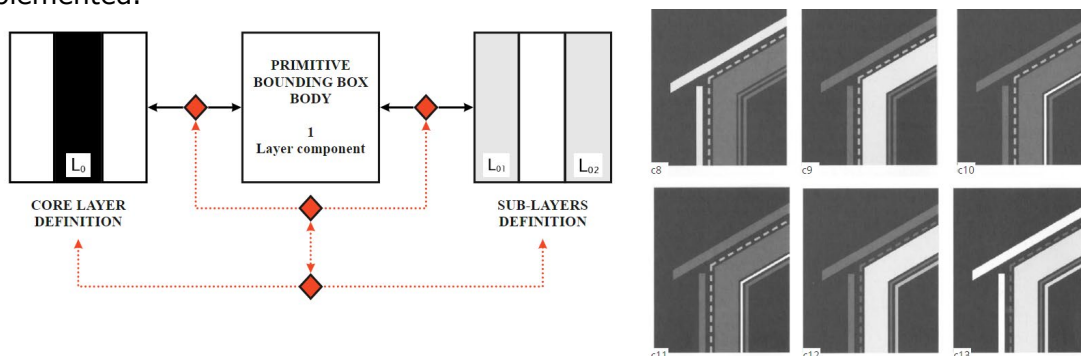 plemented.
PRIMITIVE
BOUNDING BOX
BODY
1
Layer component
L0
L01
L02
CORE LAYER
DEFINITION
SUB-LAYERS
DEFINITION
c8
c9
c10
c11
c12
c13